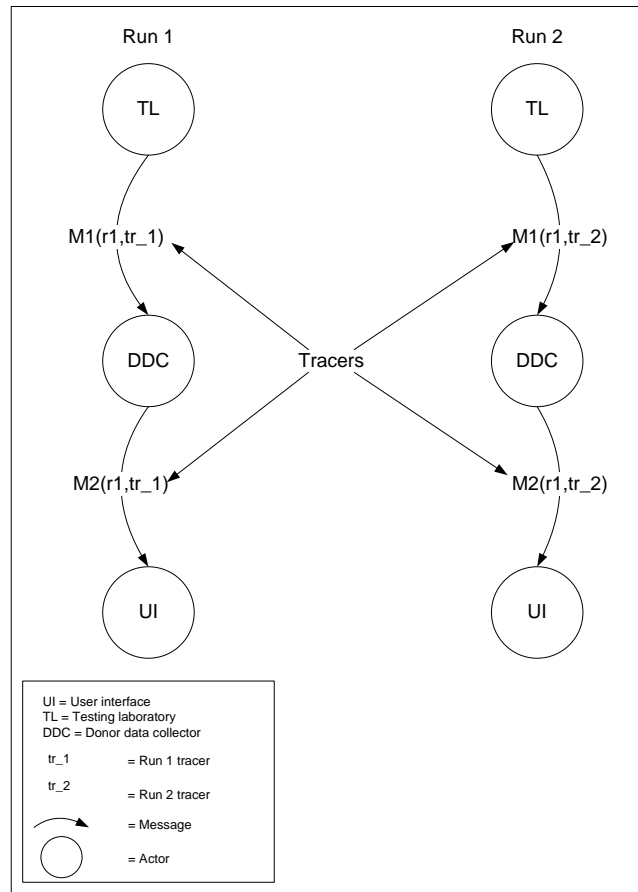 Run 1
Run 2
TL
TL
M1(r1,tr_1)
M1(r1,tr_2)
DDC
Tracers
DDC
M2(r1,tr_1)
M2(r1,tr_2)
UI
UI
UI = User interface
TL = Testing laboratory
DDC = Donor data collector
tr_1 = Run 1 tracer
tr_2 = Run 2 tracer
= Message
= Actor